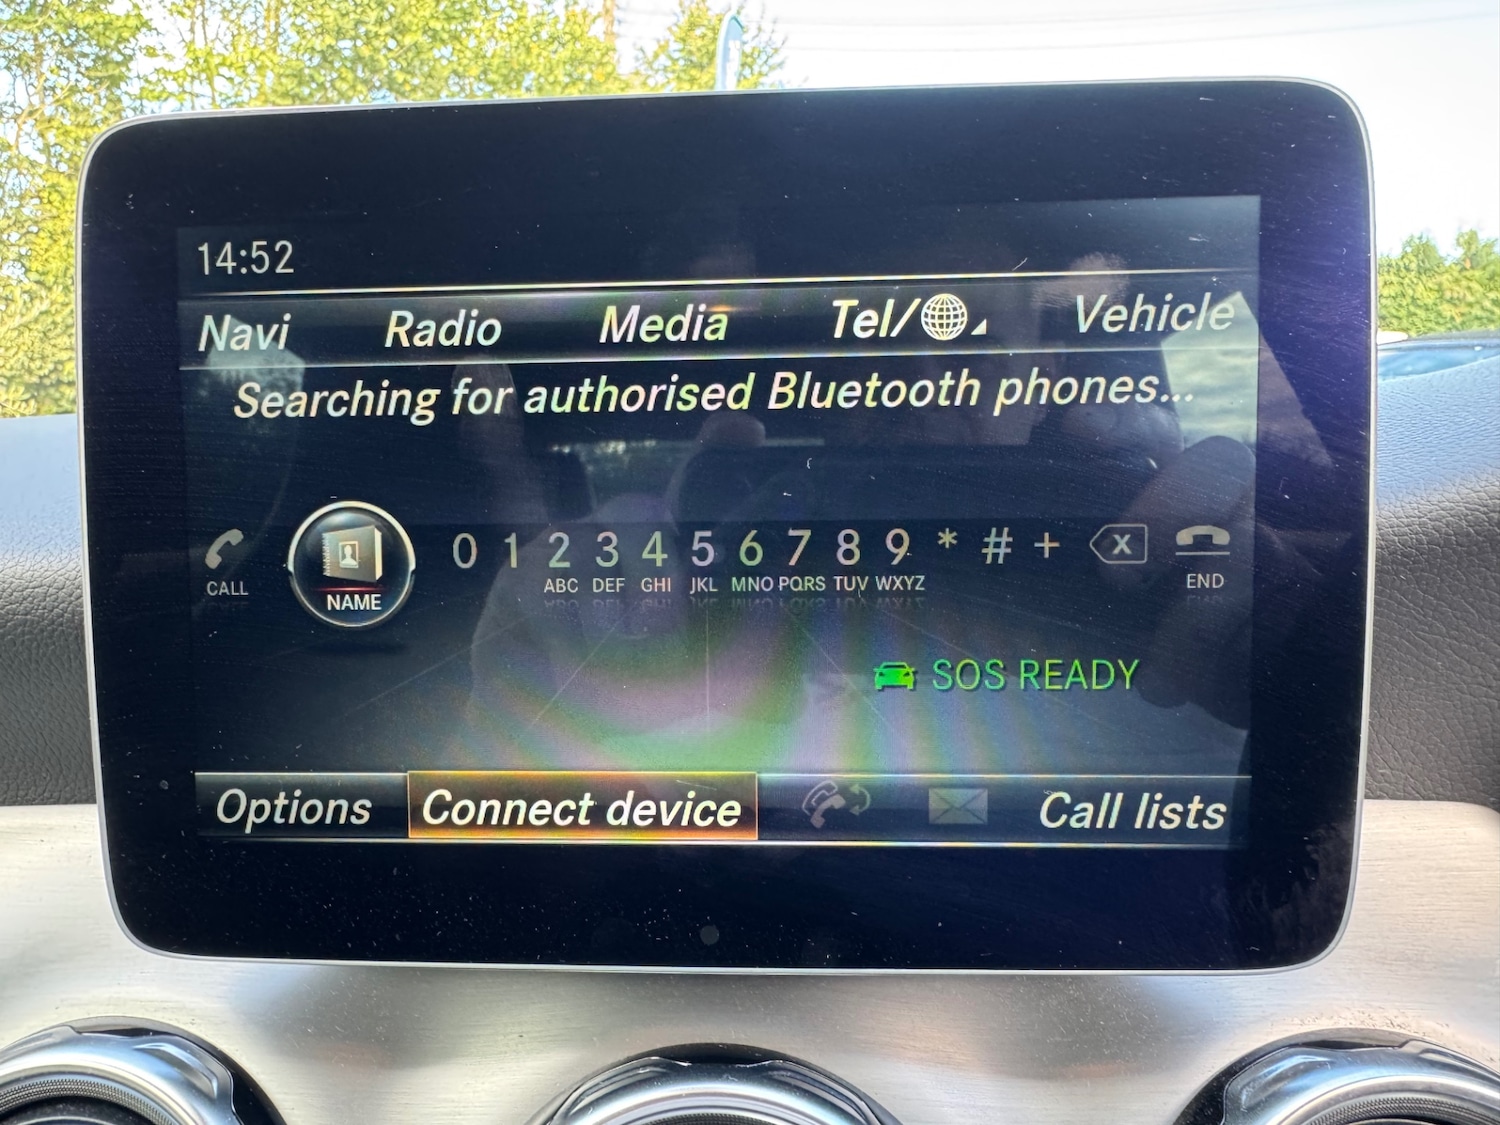 14:52
Navi Radio Media Tel/ Vehicle
Searching for authorised Bluetooth phones...
0 1 2 3 4 5 6 7 8 9 * # + X
CALL NAME ABC DEF GHI JKL MNO PQRS TUV WXYZ END
SOS READY
Options Connect device Call lists